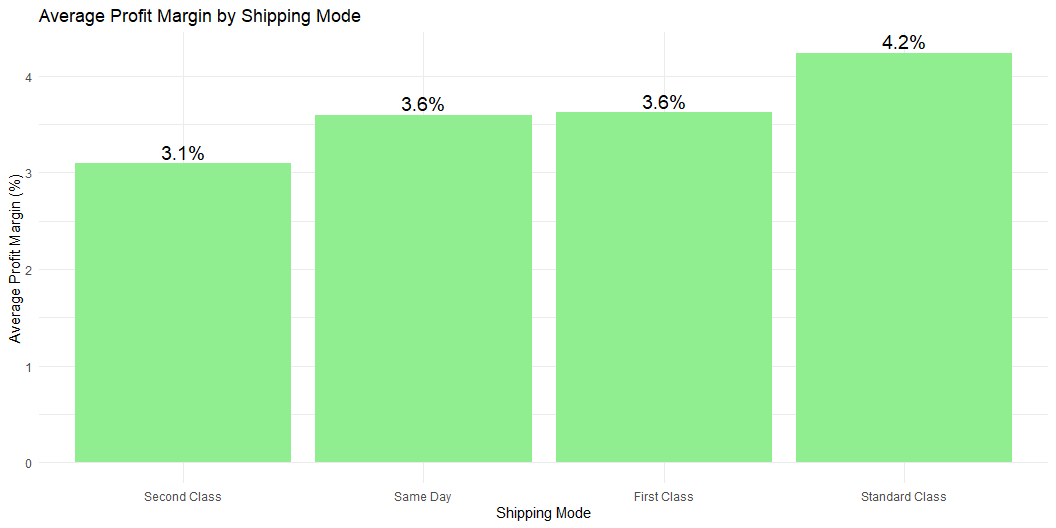 Average Profit Margin by Shipping Mode
Average Profit Margin (%)
4
3
2
1
0
3.1%
3.6%
3.6%
4.2%
Second Class
Same Day
First Class
Standard Class
Shipping Mode